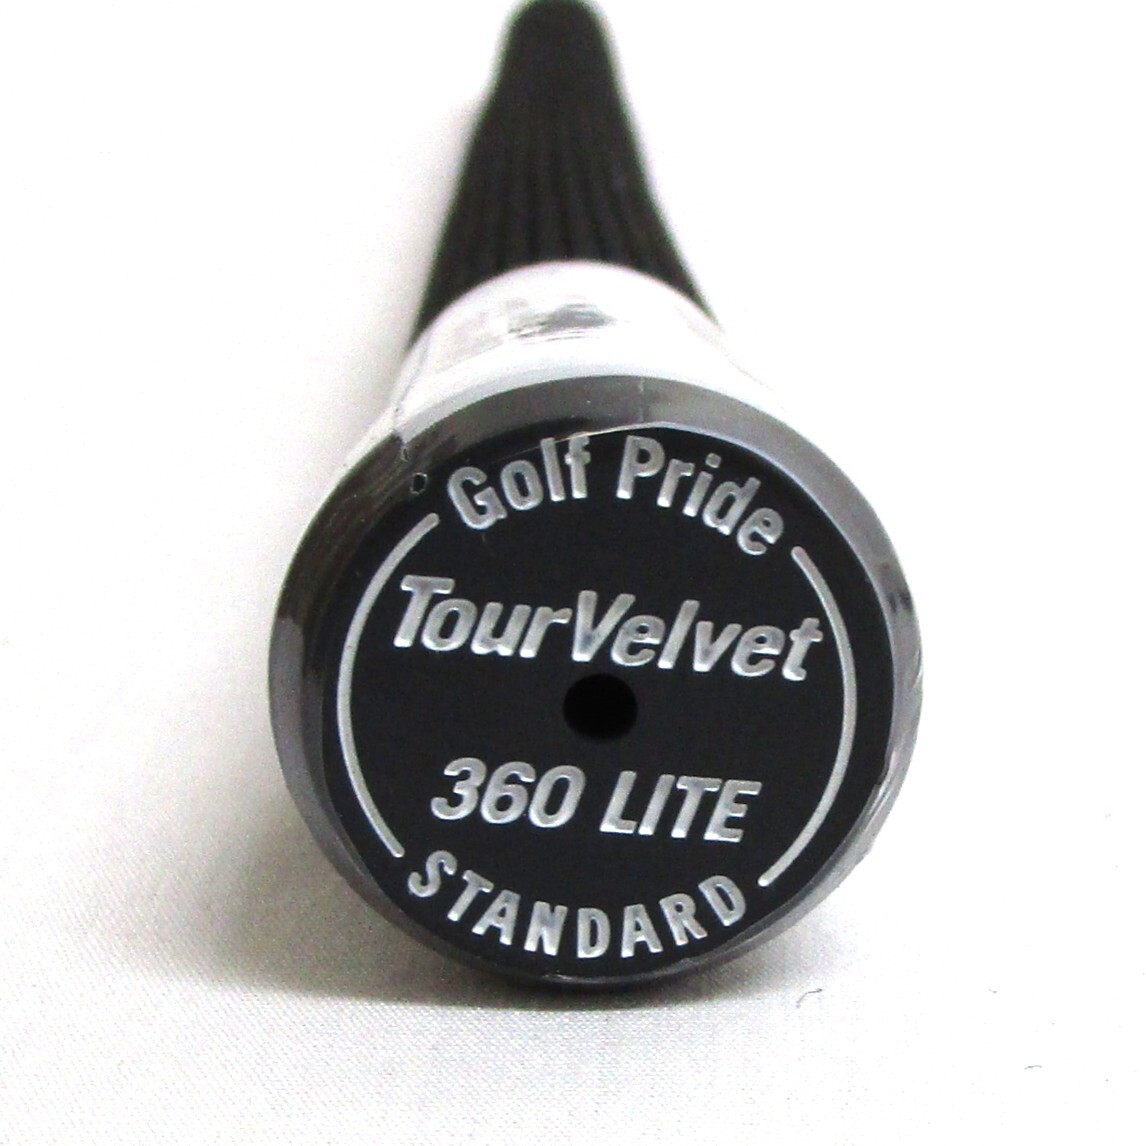 Golf Pride
TourVelvet
360 LITE
STANDARD